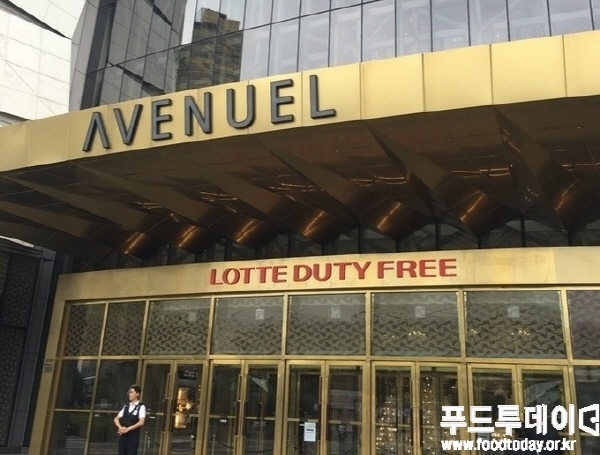 AVENUEL
LOTTE DUTY FREE
푸드투데이
www.foodtoday.or.kr